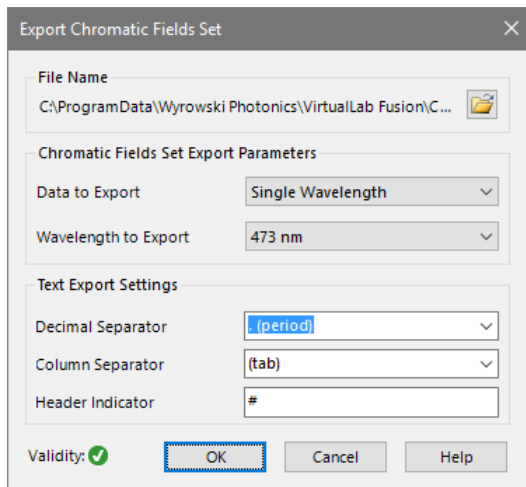 Export Chromatic Fields Set
File Name
C:\ProgramData\Wyrowski Photonics\VirtualLab Fusion\C...
Chromatic Fields Set Export Parameters
Data to Export Single Wavelength
Wavelength to Export 473 nm
Text Export Settings
Decimal Separator . (period)
Column Separator (tab)
Header Indicator #
Validity: OK Cancel Help